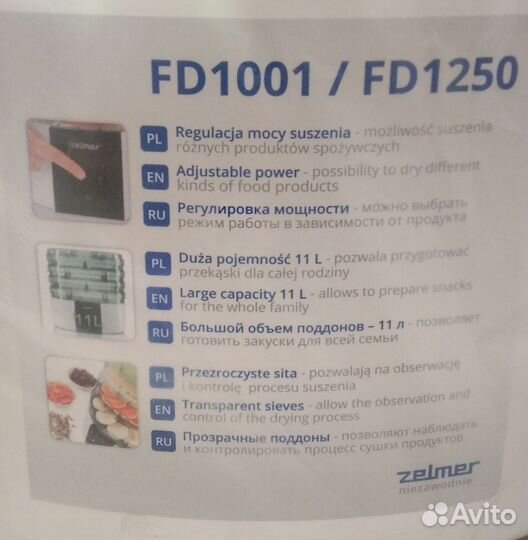 FD1001 / FD1250
zelmer
PL Regulacja mocy suszenia - możliwość suszenia
różnych produktów spożywczych
EN Adjustable power - possibility to dry different
kinds of food products
RU Регулировка мощности - можно выбрать
режим работы в зависимости от продукта
11L
PL Duża pojemność 11 L - pozwala przygotować
przekąski dla całej rodziny
EN Large capacity 11 L - allows to prepare snacks
for the whole family
RU Большой объем поддонов – 11 л - позволяет
готовить закуски для всей семьи
PL Przezroczyste sita - pozwalają na obserwację
i kontrolę procesu suszenia
EN Transparent sieves - allow the observation and
control of the drying process
RU Прозрачные поддоны - позволяют наблюдать
и контролировать процесс сушки продуктов
zelmer
niezawodnie
Avito